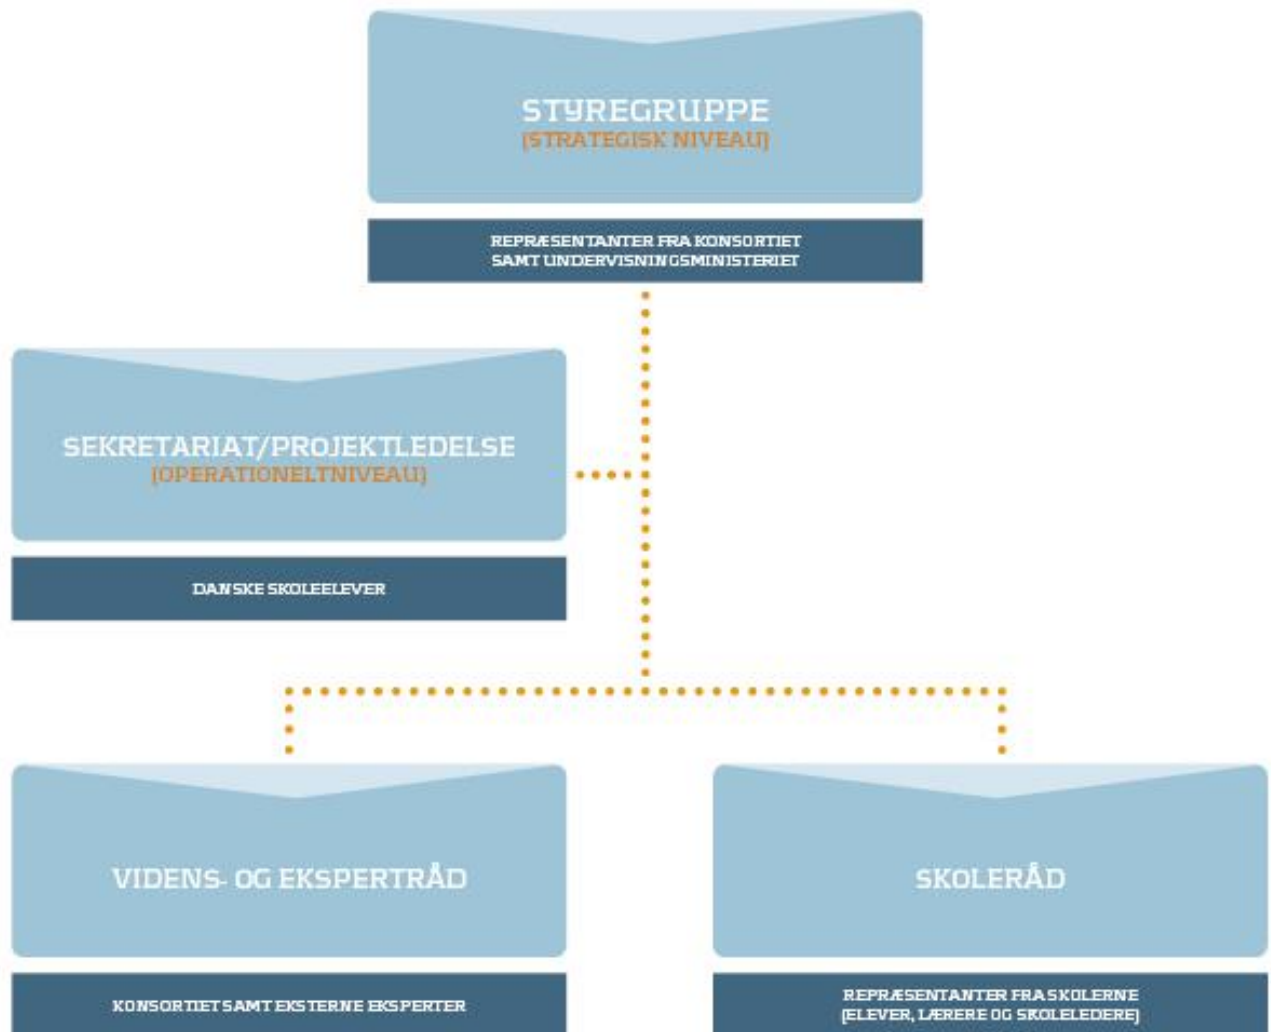 STYREGRUPPE
(STRATEGISK NIVEAU)
REPRÆSENTANTER FRA KONSORTIET
SAMT UNDERVISNINGSMINISTERIET
SEKRETARIAT/PROJEKTLEDELSE
(OPERATIONELTNIVEAU)
DANSKE SKOLEELEVER
VIDENS- OG EKSPERTRÅD
KONSORTIET SAMT EKSTERNE EKSPERTER
SKOLERÅD
REPRÆSENTANTER FRA SKOLERNE
(ELEVER, LÆRERE OG SKOLELEDERE)